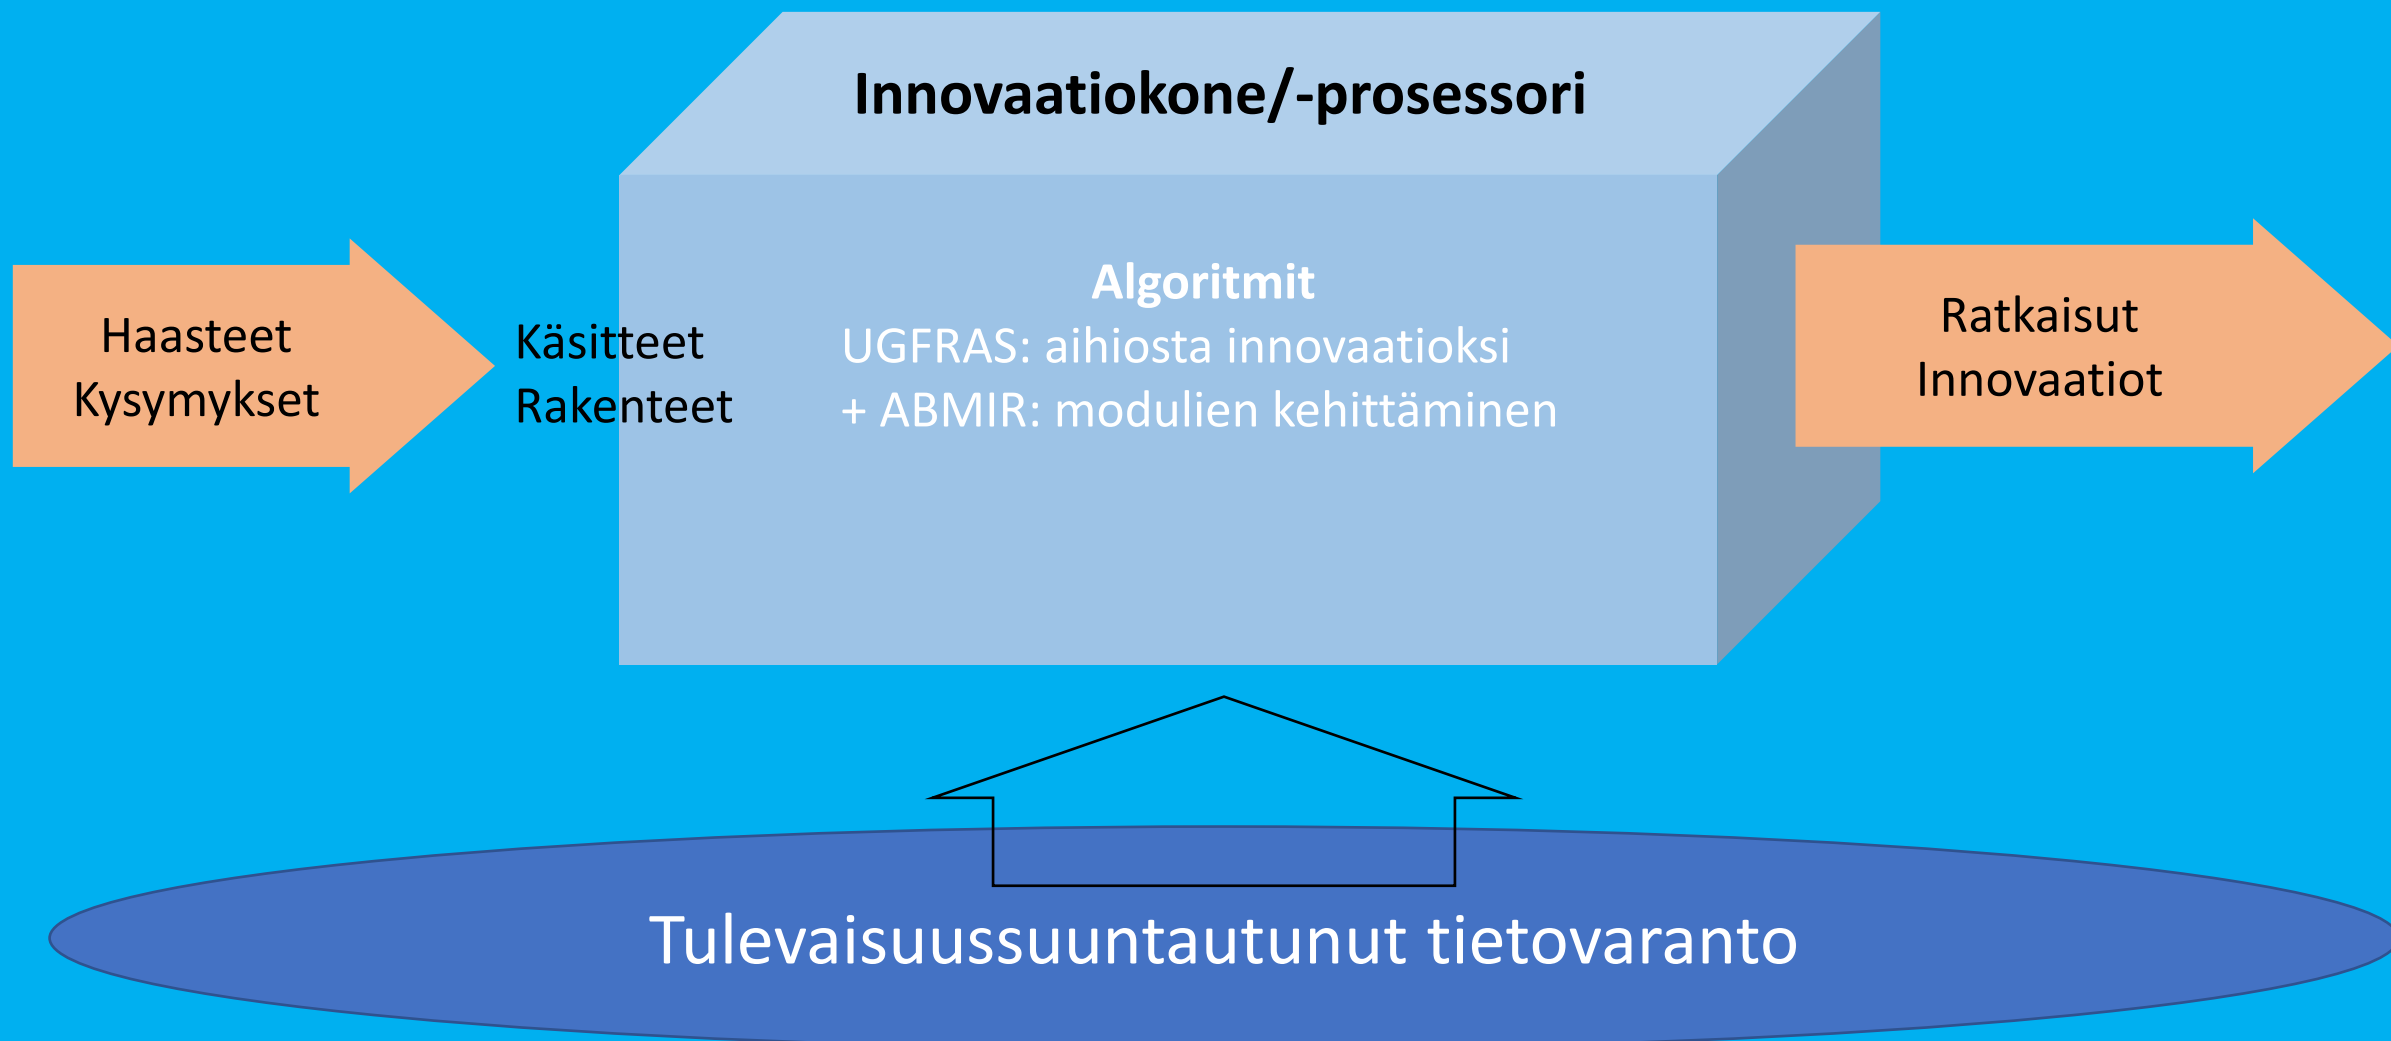 Innovaatiokone/-prosessori
Haasteet
Kysymykset
Käsitteet
Rakenteet
Algoritmit
UGFRAS: aihiosta innovaatioksi
+ ABMIR: modulien kehittäminen
Ratkaisut
Innovaatiot
Tulevaisuussuuntautunut tietovaranto